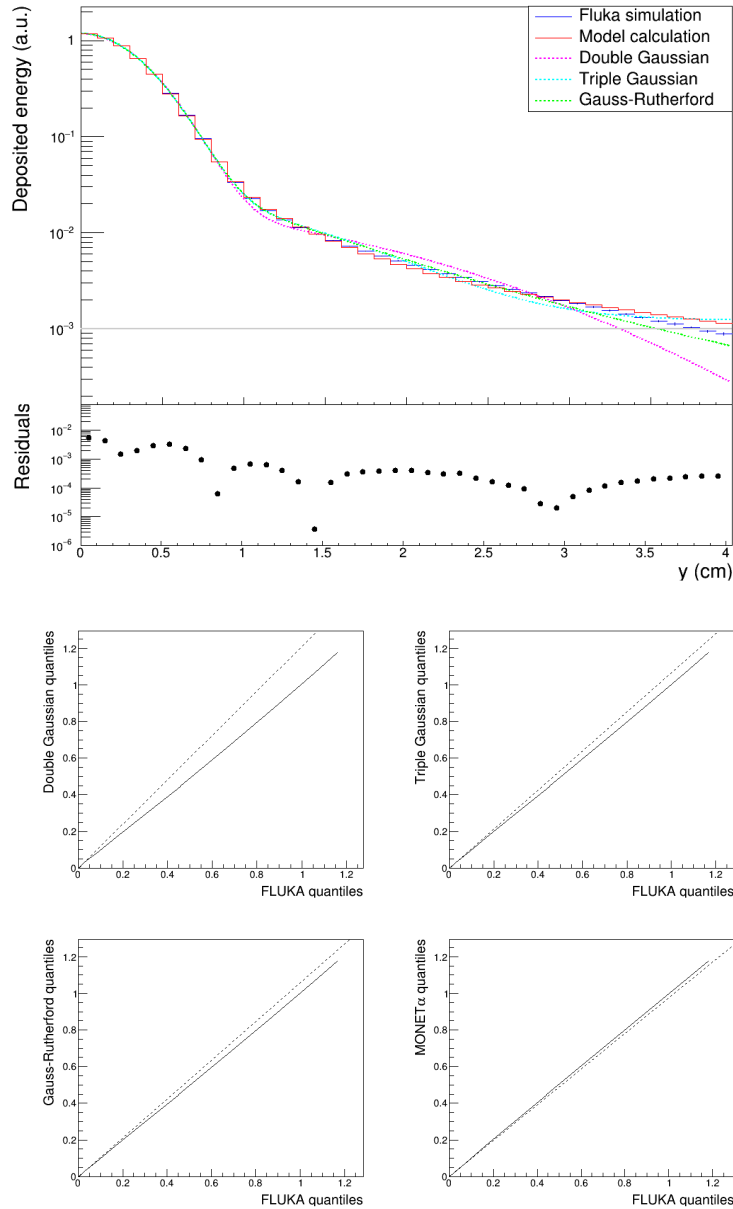 Deposited energy (a.u.)
Fluka simulation
Model calculation
Double Gaussian
Triple Gaussian
Gauss-Rutherford
1
10⁻¹
10⁻²
10⁻³
Residuals
10⁻²
10⁻³
10⁻⁴
10⁻⁵
10⁻⁶
0 0.5 1 1.5 2 2.5 3 3.5 4
y (cm)
Double Gaussian quantiles
1.2
1
0.8
0.6
0.4
0.2
0
0 0.2 0.4 0.6 0.8 1 1.2
FLUKA quantiles
Triple Gaussian quantiles
1.2
1
0.8
0.6
0.4
0.2
0
0 0.2 0.4 0.6 0.8 1 1.2
FLUKA quantiles
Gauss-Rutherford quantiles
1.2
1
0.8
0.6
0.4
0.2
0
0 0.2 0.4 0.6 0.8 1 1.2
FLUKA quantiles
MONETα quantiles
1.2
1
0.8
0.6
0.4
0.2
0
0 0.2 0.4 0.6 0.8 1 1.2
FLUKA quantiles